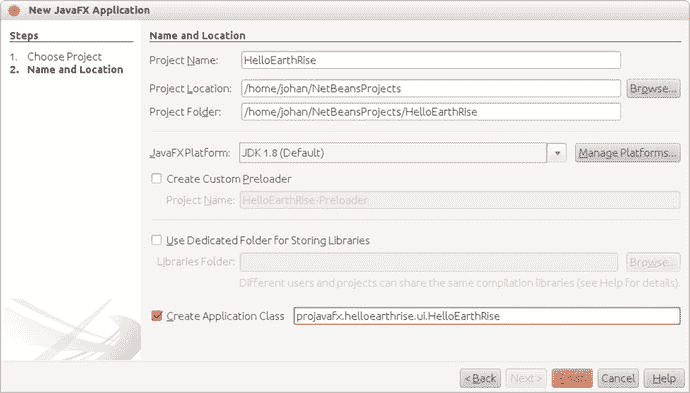 New JavaFX Application
Steps
1. Choose Project
2. Name and Location
Name and Location
Project Name: HelloEarthRise
Project Location: /home/johan/NetBeansProjects Browse...
Project Folder: /home/johan/NetBeansProjects/HelloEarthRise
JavaFX Platform: JDK 1.8 (Default) Manage Platforms...
Create Custom Preloader
Project Name: HelloEarthRise-Preloader
Use Dedicated Folder for Storing Libraries
Libraries Folder: Browse...
Different users and projects can share the same compilation libraries (see Help for details).
Create Application Class projavafx.helloearthrise.ui.HelloEarthRise
< Back Next > Finish Cancel Help